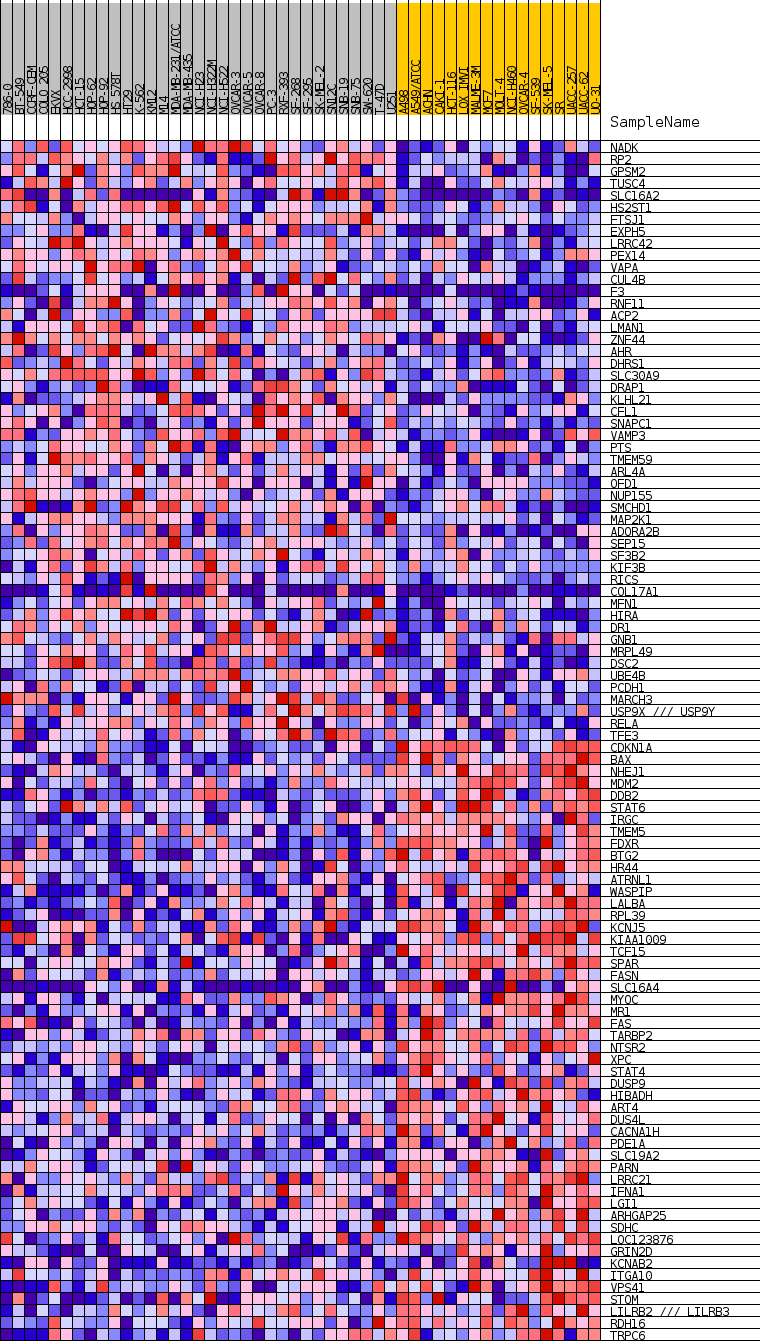 786-0
BT-549
CCRF-CEM
COLO_205
EKVX
HCC-2998
HCT-15
HOP-62
HOP-92
HS_578T
HT29
K-562
KM12
M14
MDA-MB-231/ATCC
MDA-MB-435
NCI-H23
NCI-H322M
NCI-H522
OVCAR-3
OVCAR-5
OVCAR-8
PC-3
RXF-393
SF-268
SF-295
SK-MEL-2
SN12C
SNB-19
SNB-75
SW-620
T-47D
U251
A498
A549/ATCC
ACHN
CAKI-1
HCT-116
LOX_IMVI
MALME-3M
MCF7
MOLT-4
NCI-H460
OVCAR-4
SF-539
SK-MEL-5
SR
UACC-257
UACC-62
UO-31
SampleName
NADK
RP2
GPSM2
TUSC4
SLC16A2
HS2ST1
FTSJ1
EXPH5
LRRC42
PEX14
VAPA
CUL4B
F3
RNF11
ACP2
LMAN1
ZNF44
AHR
DHRS1
SLC30A9
DRAP1
KLHL21
CFL1
SNAPC1
VAMP3
PTS
TMEM59
ARL4A
OFD1
NUP155
SMCHD1
MAP2K1
ADORA2B
SEP15
SF3B2
KIF3B
RICS
COL17A1
MFN1
HIRA
DR1
GNB1
MRPL49
DSC2
UBE4B
PCDH1
MARCH3
USP9X /// USP9Y
RELA
TFE3
CDKN1A
BAX
NHEJ1
MDM2
DDB2
STAT6
IRGC
TMEM5
FDXR
BTG2
HR44
ATRNL1
WASPIP
LALBA
RPL39
KCNJ5
KIAA1009
TCF15
SPAR
FASN
SLC16A4
MYOC
MR1
FAS
TARBP2
NTSR2
XPC
STAT4
DUSP9
HIBADH
ART4
DUS4L
CACNA1H
PDE1A
SLC19A2
PARN
LRRC21
IFNA1
LGI1
ARHGAP25
SDHC
LOC123876
GRIN2D
KCNAB2
ITGA10
VPS41
STOM
LILRB2 /// LILRB3
RDH16
TRPC6